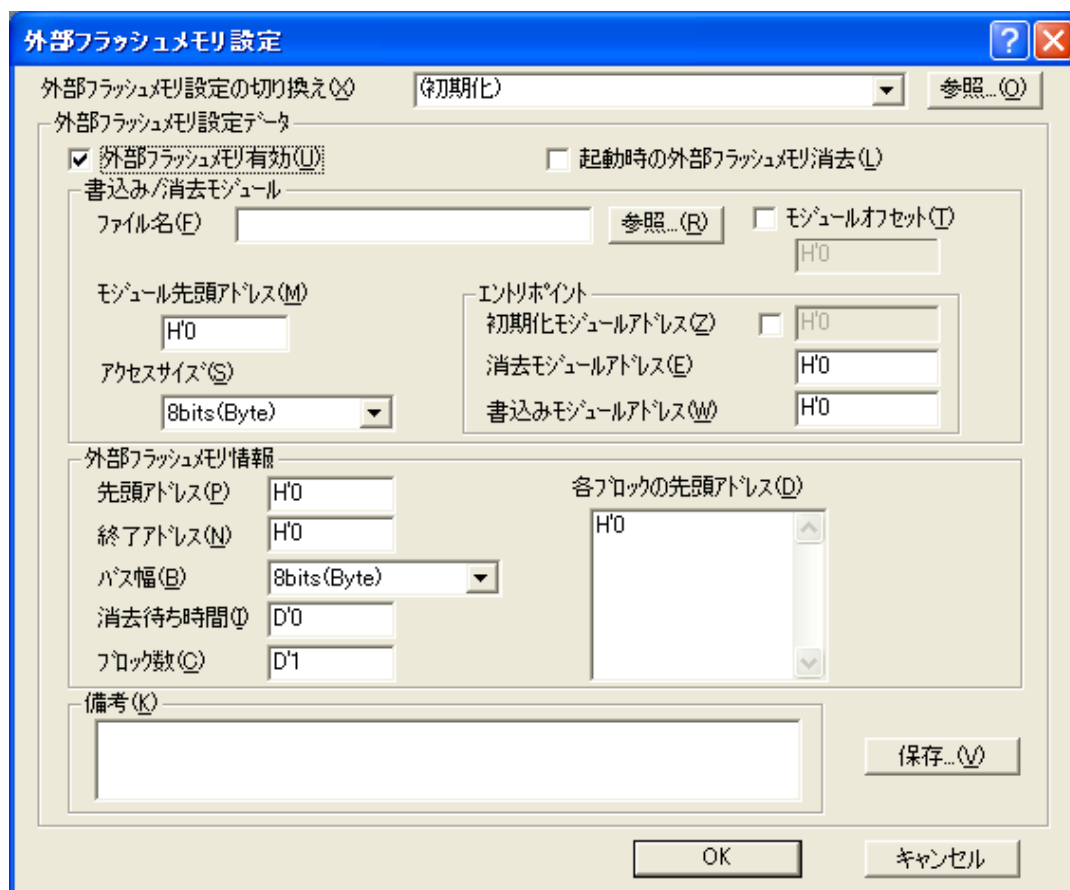 外部フラッシュメモリ設定
外部フラッシュメモリ設定の切り換え(X) (初期化) 参照...(O)
外部フラッシュメモリ設定データ
外部フラッシュメモリ有効(U) 起動時の外部フラッシュメモリ消去(L)
書込み/消去モジュール
ファイル名(F) 参照...(R) モジュールオフセット(T)
H'0
モジュール先頭アドレス(M)
H'0
アクセスサイズ(S)
8bits(Byte)
エントリポイント
初期化モジュールアドレス(Z) H'0
消去モジュールアドレス(E) H'0
書込みモジュールアドレス(W) H'0
外部フラッシュメモリ情報
先頭アドレス(P) H'0
終了アドレス(N) H'0
バス幅(B) 8bits(Byte)
消去待ち時間(I) D'0
ブロック数(C) D'1
各ブロックの先頭アドレス(D)
H'0
備考(K)
保存...(V)
OK キャンセル